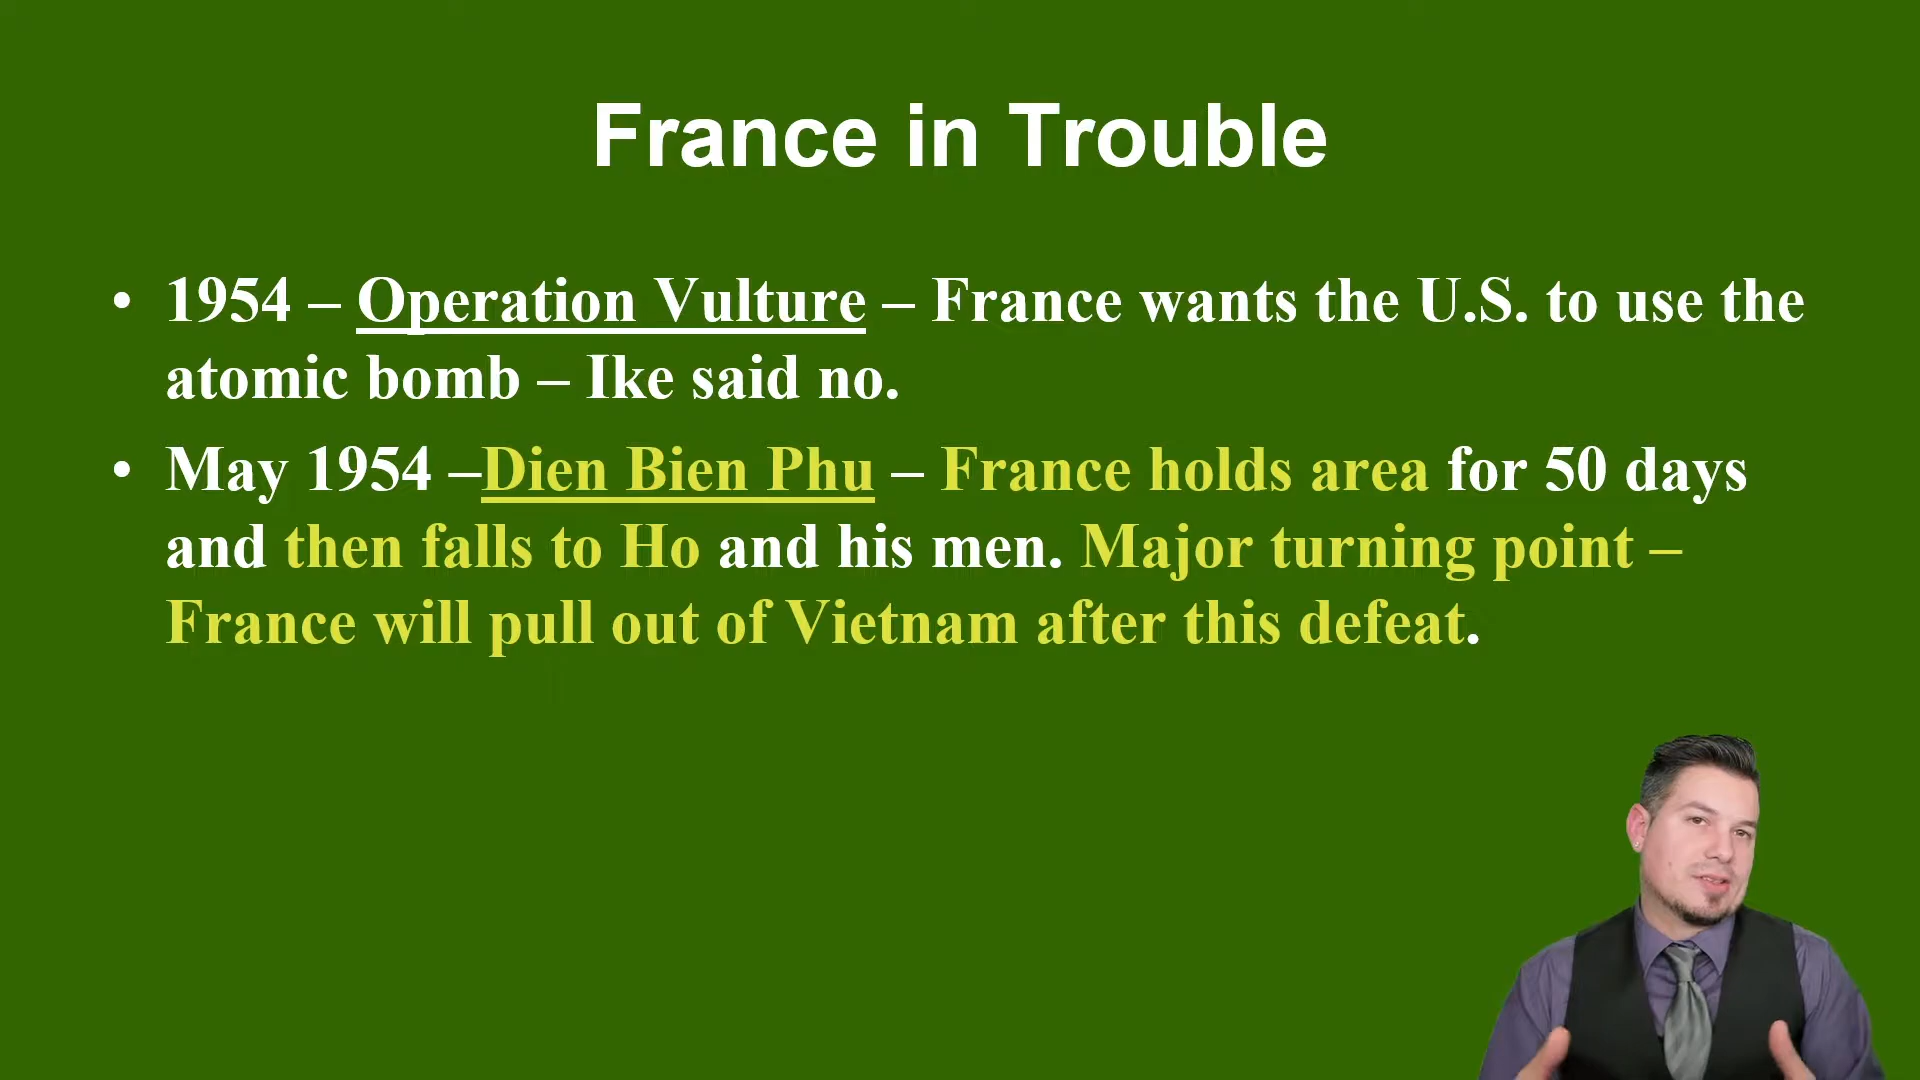 France in Trouble
• 1954 – Operation Vulture – France wants the U.S. to use the
atomic bomb – Ike said no.
• May 1954 –Dien Bien Phu – France holds area for 50 days
and then falls to Ho and his men. Major turning point –
France will pull out of Vietnam after this defeat.